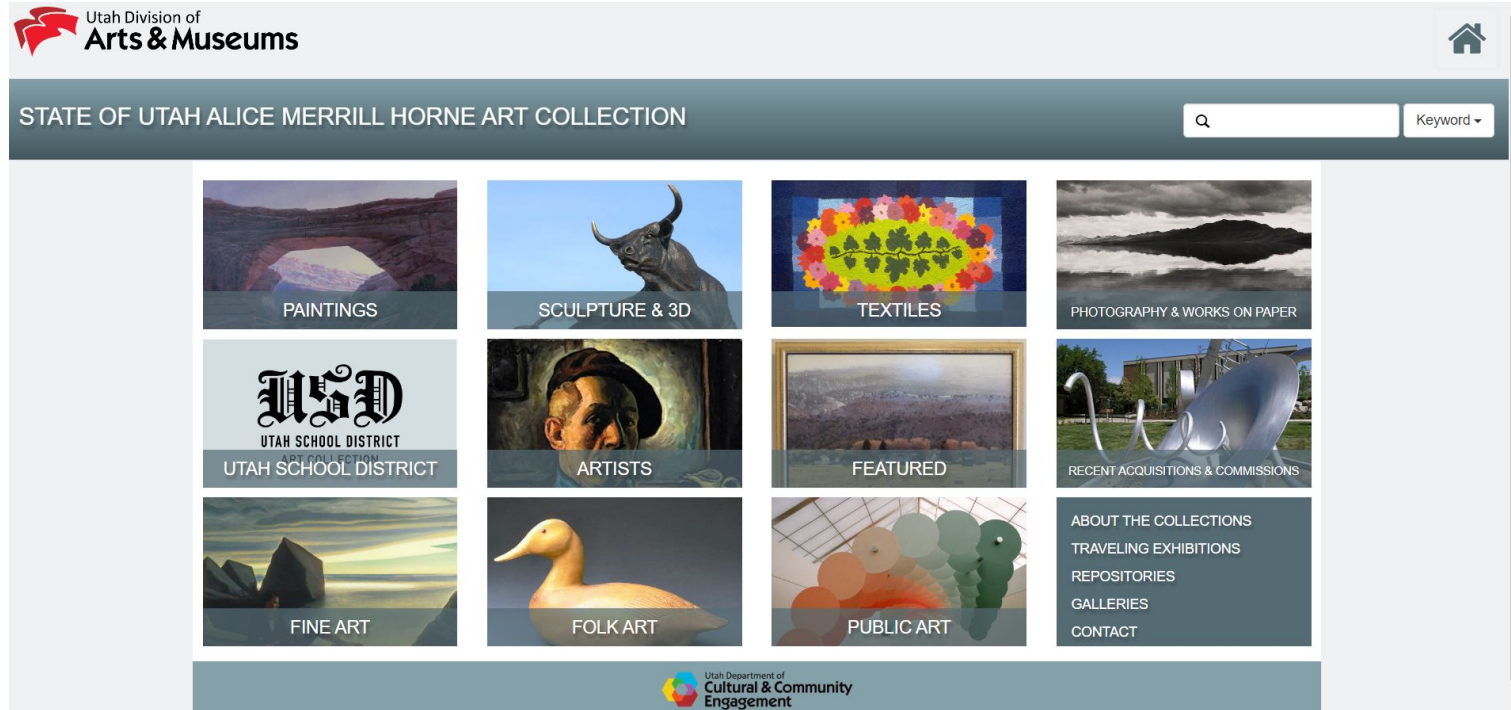 Utah Division of
Arts & Museums
STATE OF UTAH ALICE MERRILL HORNE ART COLLECTION
Keyword
PAINTINGS
SCULPTURE & 3D
TEXTILES
PHOTOGRAPHY & WORKS ON PAPER
USD
UTAH SCHOOL DISTRICT
ART COLLECTION
UTAH SCHOOL DISTRICT
ARTISTS
FEATURED
RECENT ACQUISITIONS & COMMISSIONS
FINE ART
FOLK ART
PUBLIC ART
ABOUT THE COLLECTIONS
TRAVELING EXHIBITIONS
REPOSITORIES
GALLERIES
CONTACT
Utah Department of
Cultural & Community
Engagement